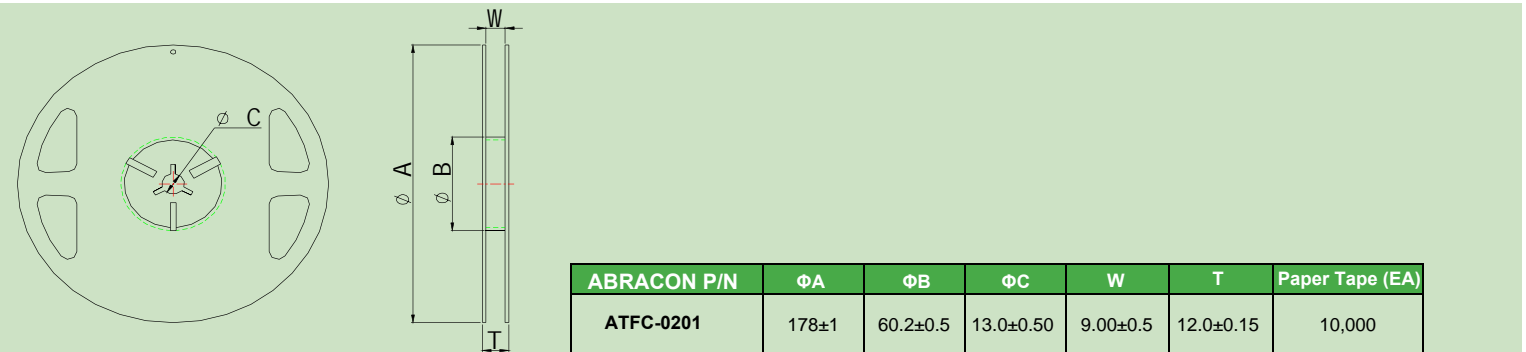 W
ø C
ø A
ø B
T
ABRACON P/N ΦA ΦB ΦC W T Paper Tape (EA)
ATFC-0201 178±1 60.2±0.5 13.0±0.50 9.00±0.5 12.0±0.15 10,000